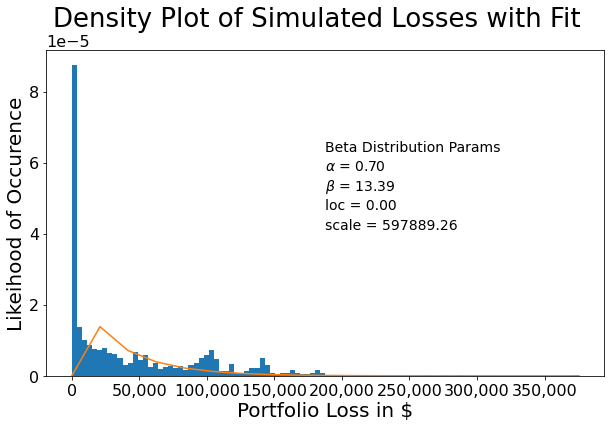 Density Plot of Simulated Losses with Fit
1e−5
8
6
4
2
0
Likeihood of Occurence
Beta Distribution Params
α = 0.70
β = 13.39
loc = 0.00
scale = 597889.26
0 50,000 100,000 150,000 200,000 250,000 300,000 350,000
Portfolio Loss in $